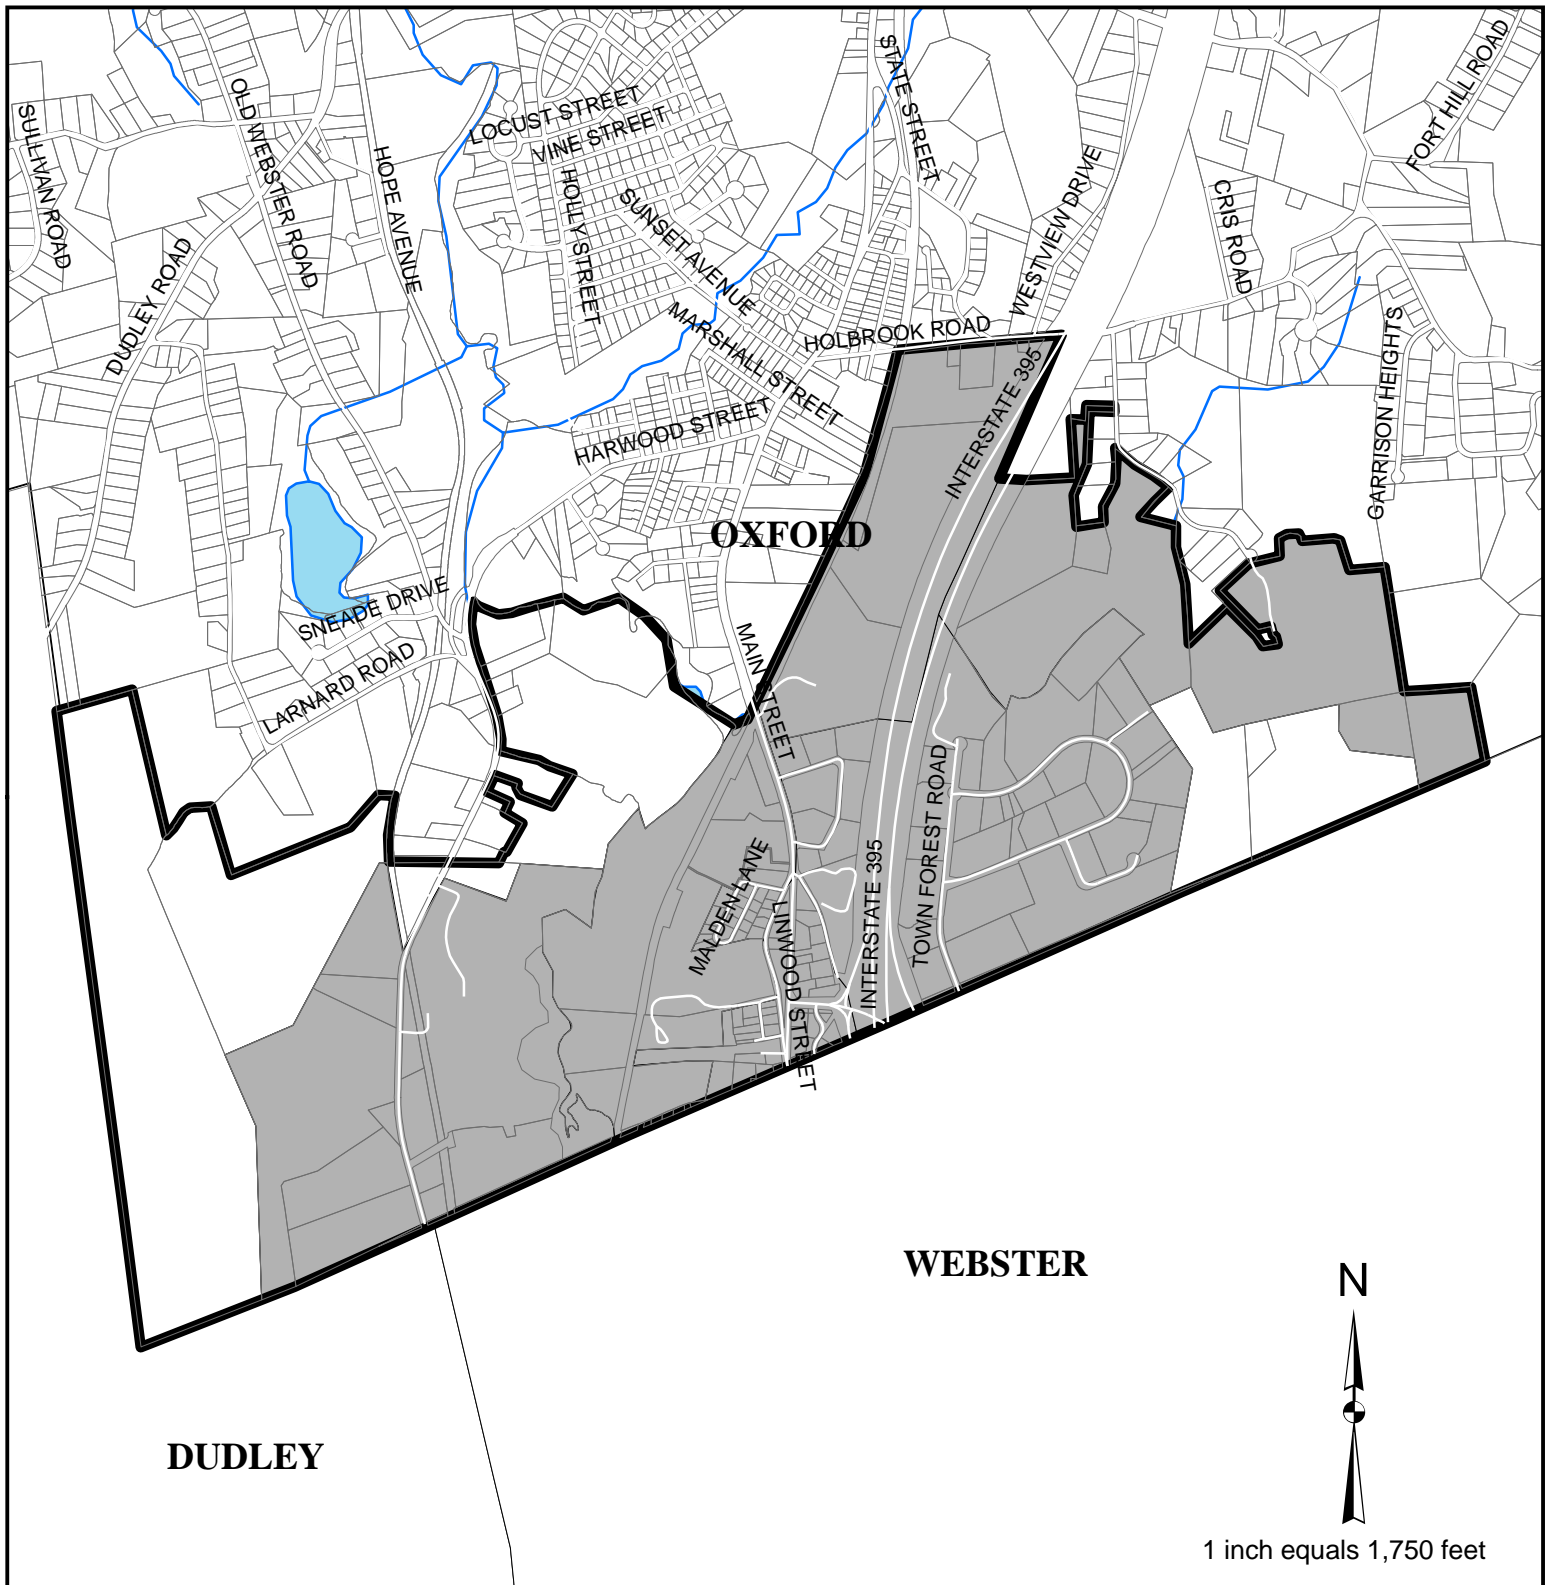 FORT HILL ROAD
STATE STREET
SULLIVAN ROAD
OLD WEBSTER ROAD
LOCUST STREET
VINE STREET
HOPE AVENUE
HOLLY STREET
SUNSET AVENUE
WESTVIEW DRIVE
CRIS ROAD
DUDLEY ROAD
MARSHALL STREET
HOLBROOK ROAD
INTERSTATE 395
GARRISON HEIGHTS
HARWOOD STREET
OXFORD
SNEADE DRIVE
LARNARD ROAD
MAIN STREET
TOWN FOREST ROAD
MALDEN LANE
LINWOOD STREET
INTERSTATE 395
WEBSTER
N
DUDLEY
1 inch equals 1,750 feet